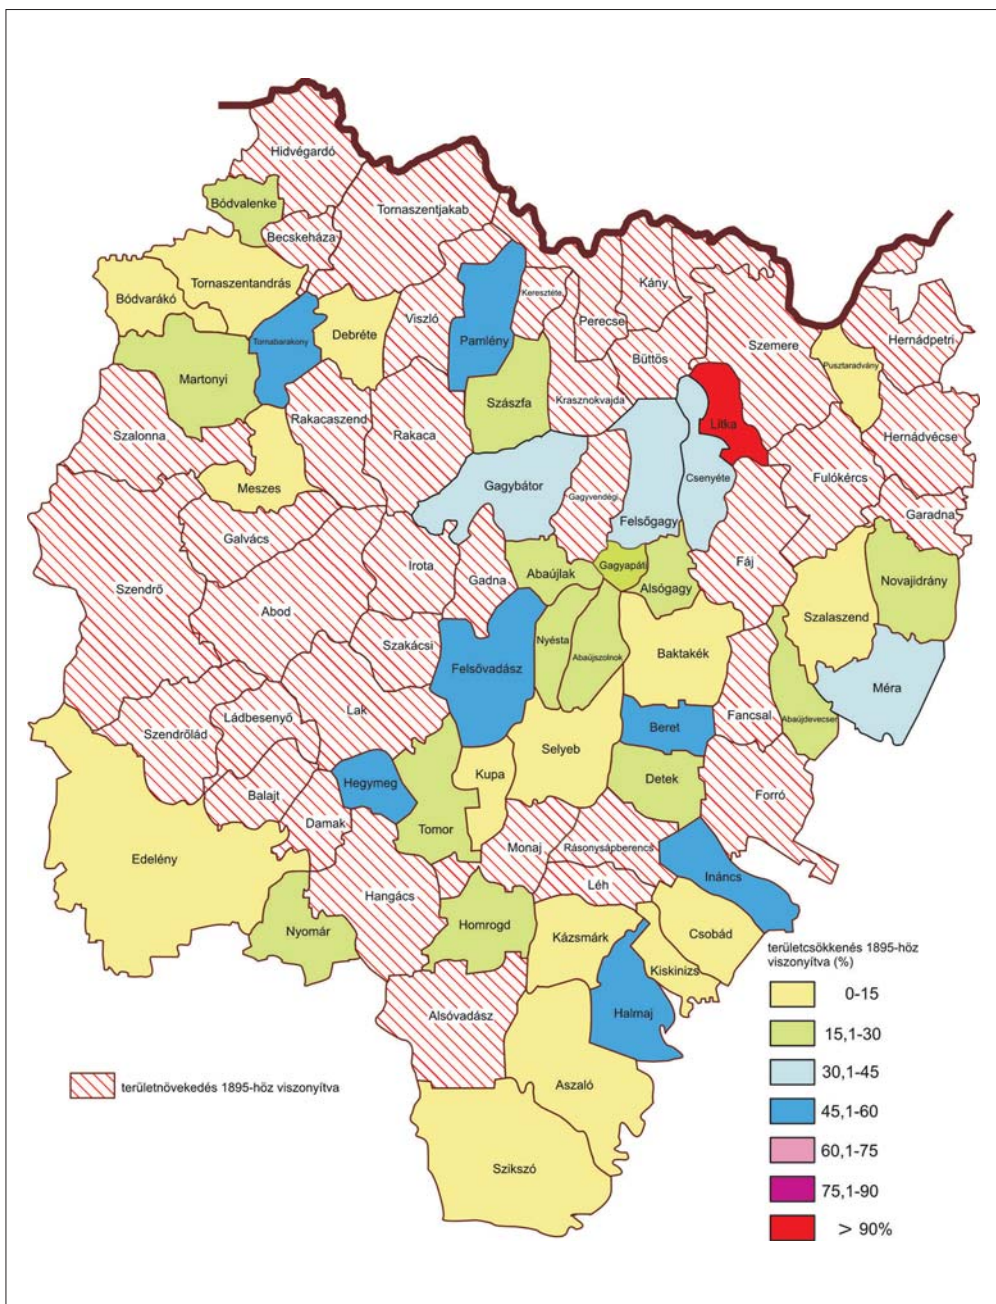 Hidvégardó
Bódvalenke
Tornaszentjakab
Becskeháza
Tornaszentandrás
Bódvarákó
Keresztéte
Kány
Viszló
Perecse
Debréte
Tornabarakony
Pamlény
Szemere
Hernádpetri
Büttös
Pusztaradvány
Martonyi
Szászfa
Krasznokvajda
Rakacaszend
Litka
Szalonna
Rakaca
Hernádvécse
Meszes
Gagybátor
Gagyvendégi
Csenyéte
Fulókércs
Garadna
Felsőgagy
Galvács
Irota
Gagyapáti
Fáj
Abaújlak
Gadna
Novajidrány
Szendrő
Alsógagy
Abod
Szalaszend
Szakácsi
Nyésta
Abaújszolnok
Baktakék
Felsővadász
Méra
Lak
Fancsal
Ládbesenyő
Abaújdevecser
Szendrőlád
Beret
Selyeb
Kupa
Detek
Hegymeg
Balajt
Forró
Damak
Tomor
Monaj
Rásonysápberencs
Edelény
Ináncs
Léh
Hangács
Homrogd
Nyomár
Kázsmárk
Csobád
Kiskinizs
Halmaj
Alsóvadász
Aszaló
Szikszó
területnövekedés 1895-höz viszonyítva
területcsökkenés 1895-höz
viszonyítva (%)
0-15
15,1-30
30,1-45
45,1-60
60,1-75
75,1-90
> 90%